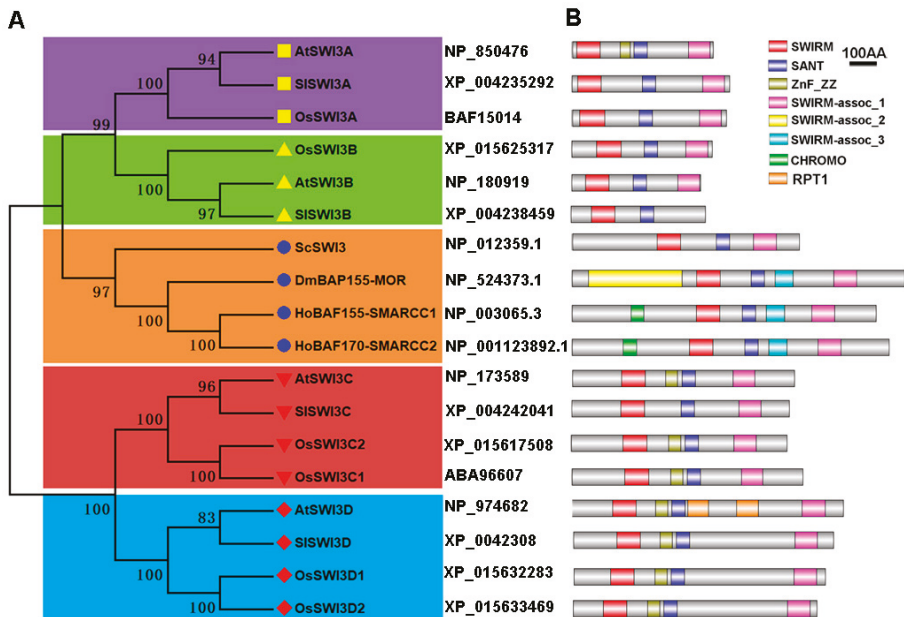 A
B
94
AtSWI3A
NP_850476
100
SlSWI3A
XP_004235292
99
OsSWI3A
BAF15014
OsSWI3B
XP_015625317
100
AtSWI3B
NP_180919
97
SlSWI3B
XP_004238459
ScSWI3
NP_012359.1
97
DmBAP155-MOR
NP_524373.1
100
HoBAF155-SMARCC1
NP_003065.3
100
HoBAF170-SMARCC2
NP_001123892.1
96
AtSWI3C
NP_173589
100
SlSWI3C
XP_004242041
OsSWI3C2
XP_015617508
100
OsSWI3C1
ABA96607
100
83
AtSWI3D
NP_974682
SlSWI3D
XP_0042308
100
OsSWI3D1
XP_015632283
100
OsSWI3D2
XP_015633469
SWIRM
100AA
SANT
ZnF_ZZ
SWIRM-assoc_1
SWIRM-assoc_2
SWIRM-assoc_3
CHROMO
RPT1